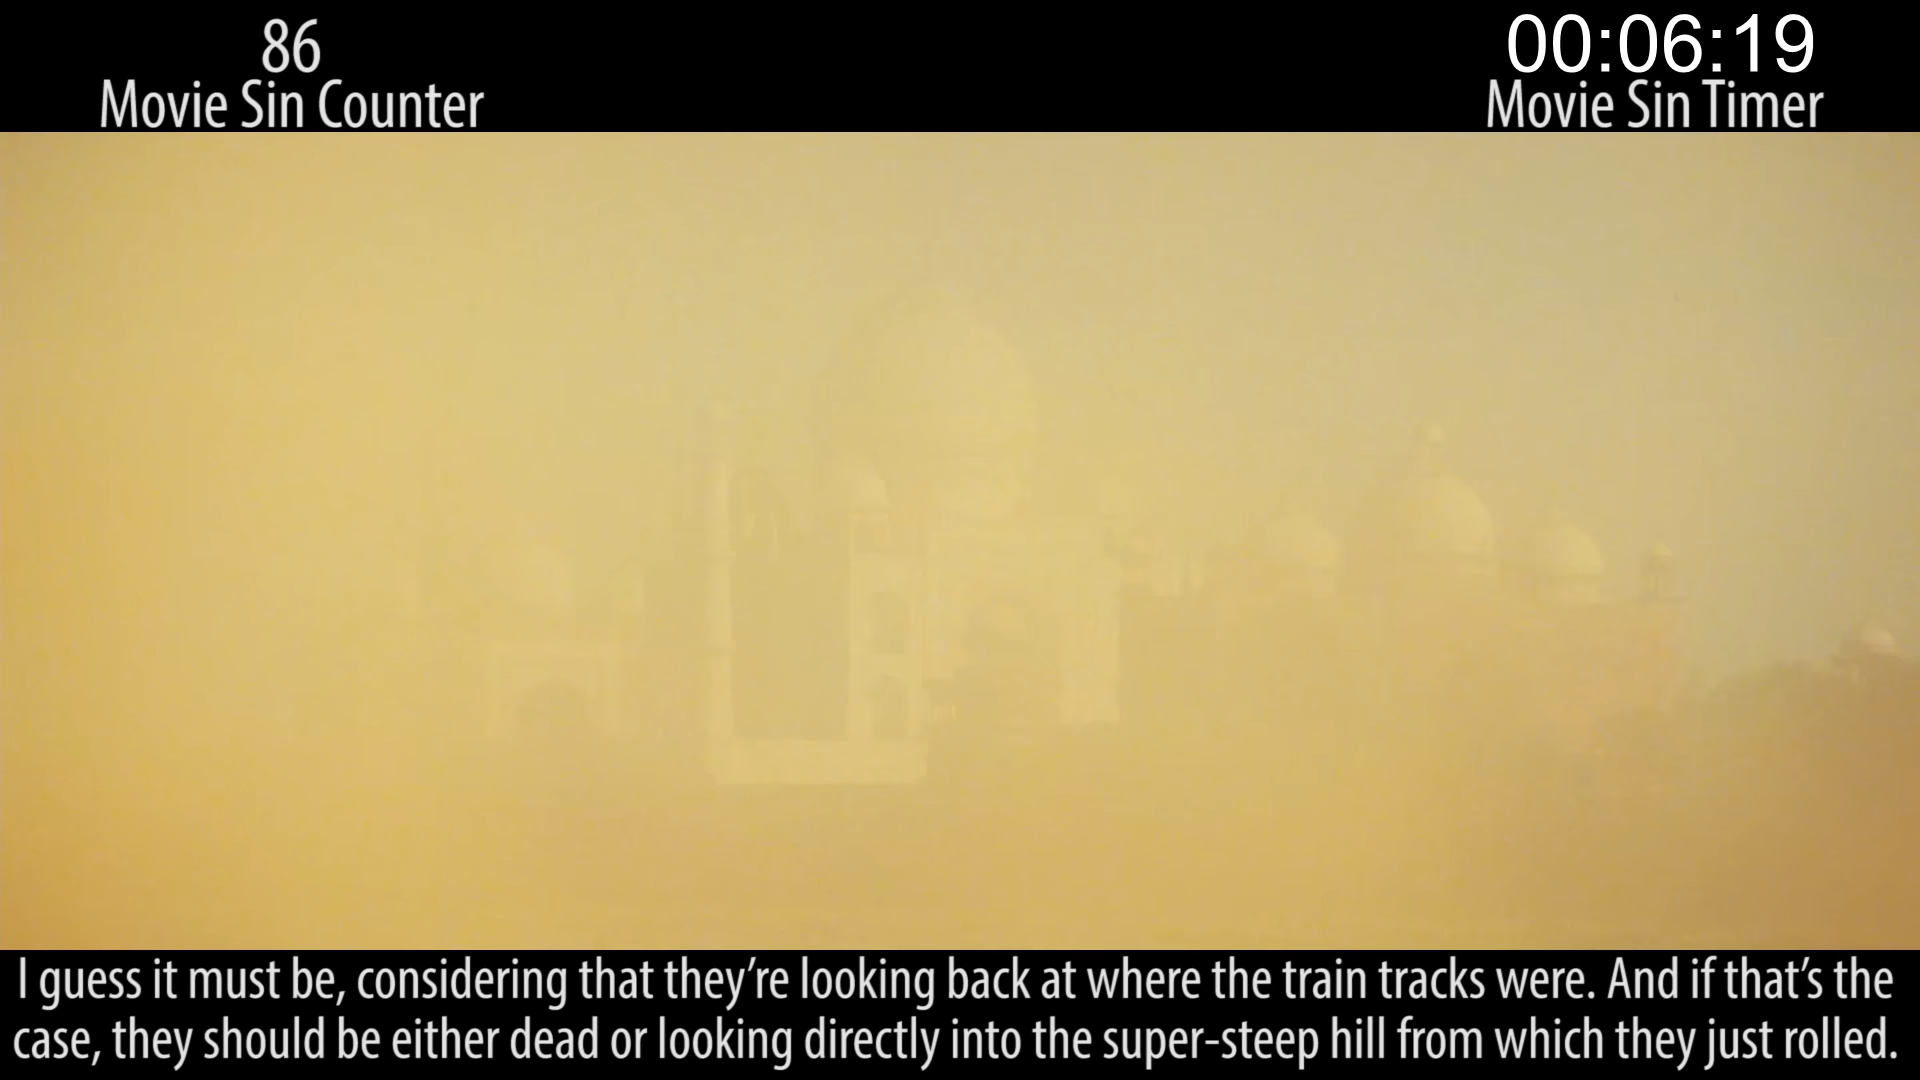 86
Movie Sin Counter
00:06:19
Movie Sin Timer
I guess it must be, considering that they’re looking back at where the train tracks were. And if that’s the
case, they should be either dead or looking directly into the super-steep hill from which they just rolled.